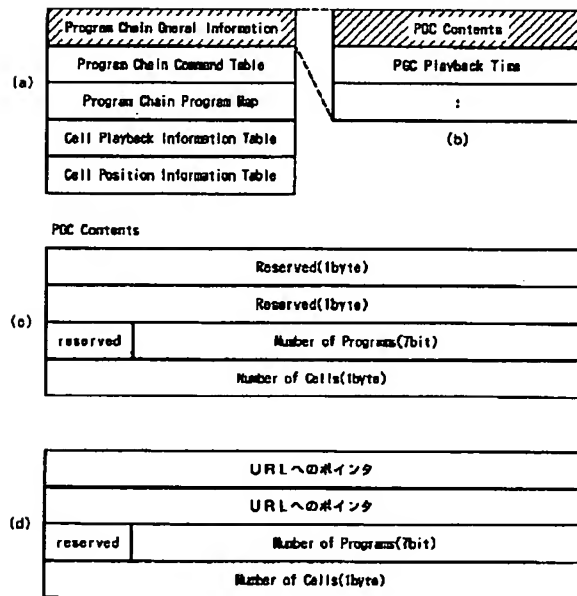 Program Chain Gneral Information
Program Chain Command Table
Program Chain Program Map
Cell Playback Information Table
Cell Position Information Table
(a)
PGC Contents
PGC Playback Time
:
(b)
PGC Contents
(c)
Reserved(1byte)
Reserved(1byte)
reserved Number of Programs(7bit)
Number of Cells(1byte)
(d)
URLへのポインタ
URLへのポインタ
reserved Number of Programs(7bit)
Number of Cells(1byte)